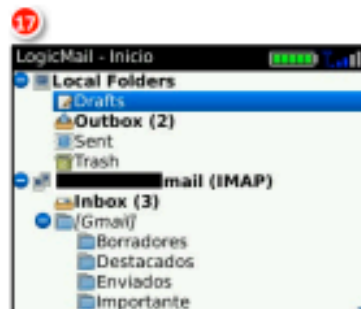 17
LogicMail - Inicio
Local Folders
Drafts
Outbox (2)
Sent
Trash
mail (IMAP)
Inbox (3)
[Gmail]
Borradores
Destacados
Enviados
Importante